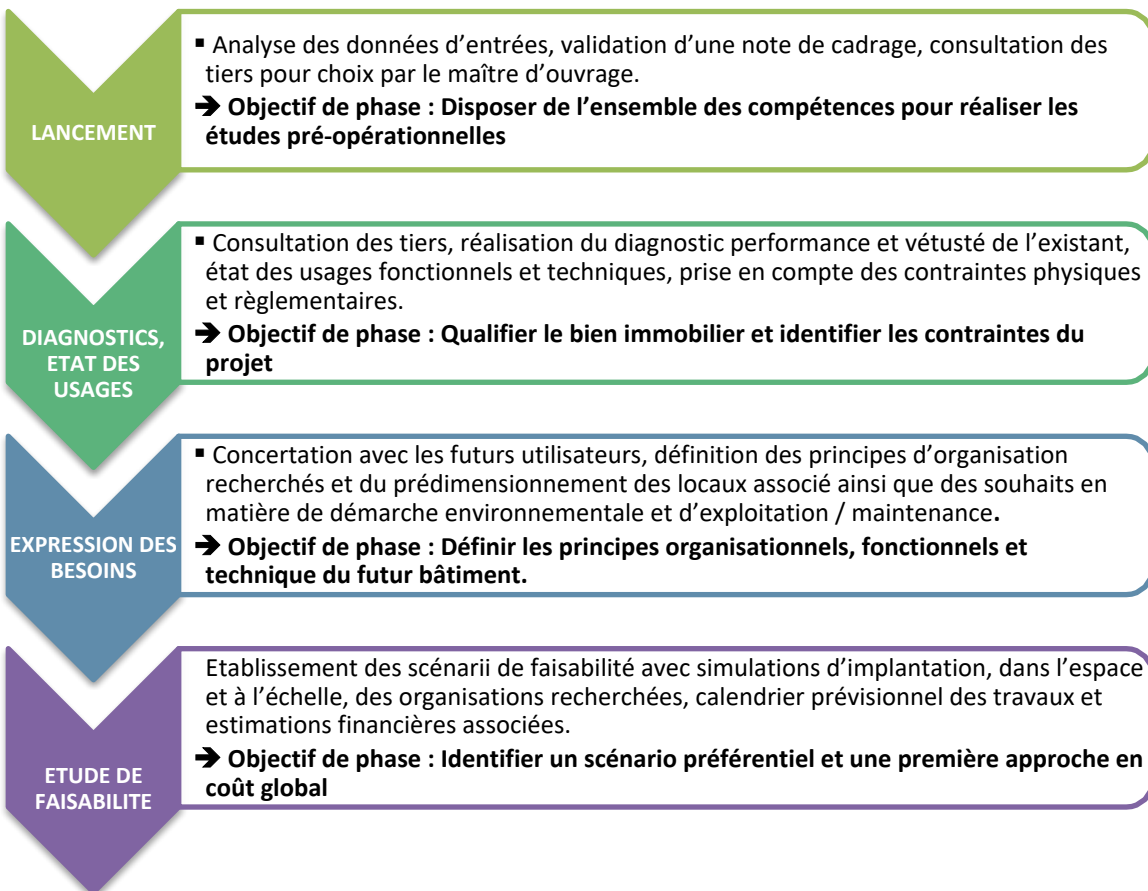 LANCEMENT
▪ Analyse des données d’entrées, validation d’une note de cadrage, consultation des
tiers pour choix par le maître d’ouvrage.
➔ Objectif de phase : Disposer de l’ensemble des compétences pour réaliser les
études pré-opérationnelles
DIAGNOSTICS,
ETAT DES
USAGES
▪ Consultation des tiers, réalisation du diagnostic performance et vétusté de l’existant,
état des usages fonctionnels et techniques, prise en compte des contraintes physiques
et règlementaires.
➔ Objectif de phase : Qualifier le bien immobilier et identifier les contraintes du
projet
EXPRESSION DES
BESOINS
▪ Concertation avec les futurs utilisateurs, définition des principes d’organisation
recherchés et du prédimensionnement des locaux associé ainsi que des souhaits en
matière de démarche environnementale et d’exploitation / maintenance.
➔ Objectif de phase : Définir les principes organisationnels, fonctionnels et
technique du futur bâtiment.
ETUDE DE
FAISABILITE
Etablissement des scénarii de faisabilité avec simulations d’implantation, dans l’espace
et à l’échelle, des organisations recherchées, calendrier prévisionnel des travaux et
estimations financières associées.
➔ Objectif de phase : Identifier un scénario préférentiel et une première approche en
coût global